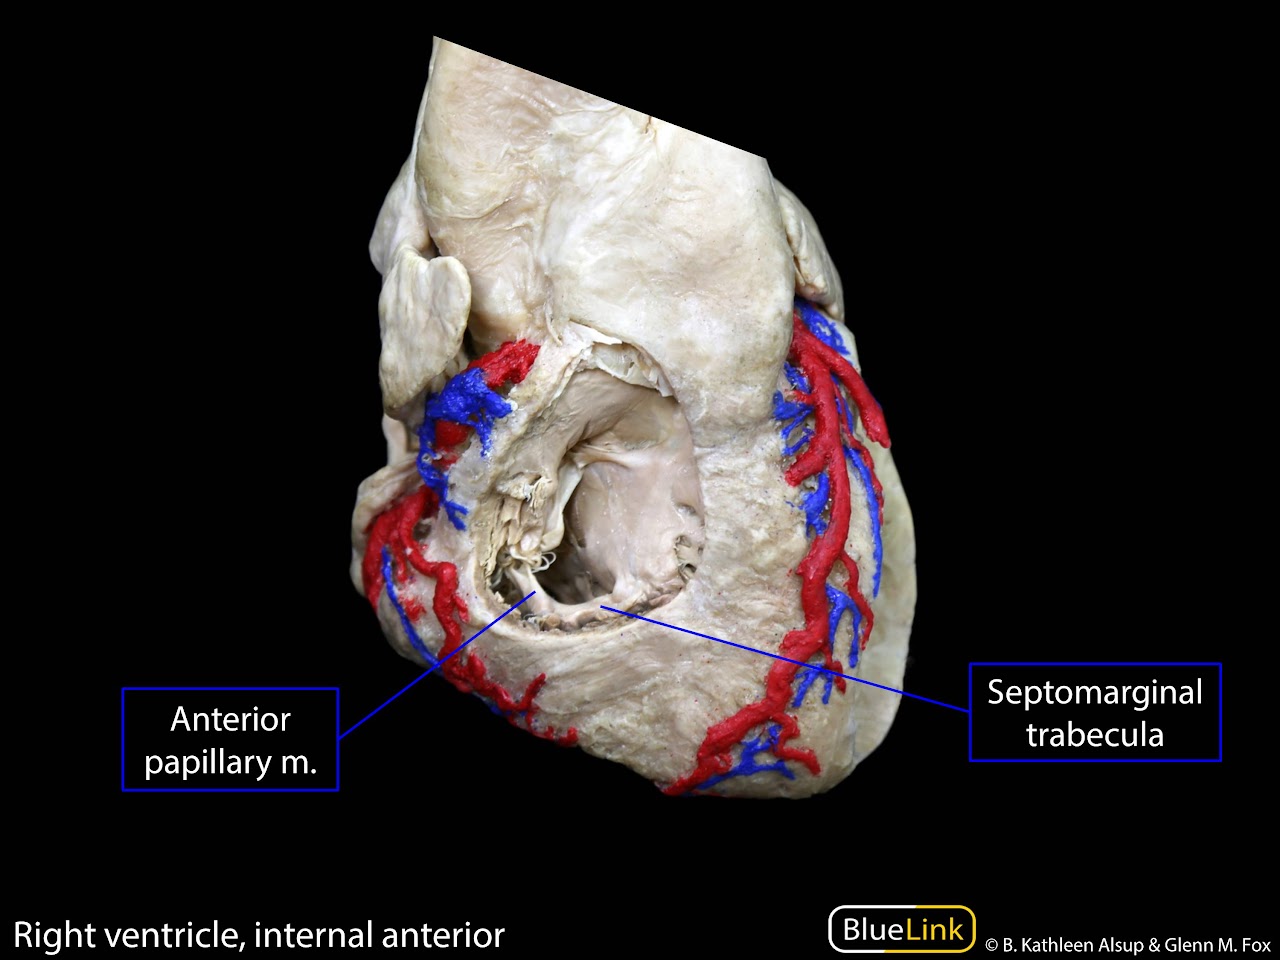 Anterior
papillary m.
Septomarginal
trabecula
Right ventricle, internal anterior
BlueLink
© B. Kathleen Alsup & Glenn M. Fox